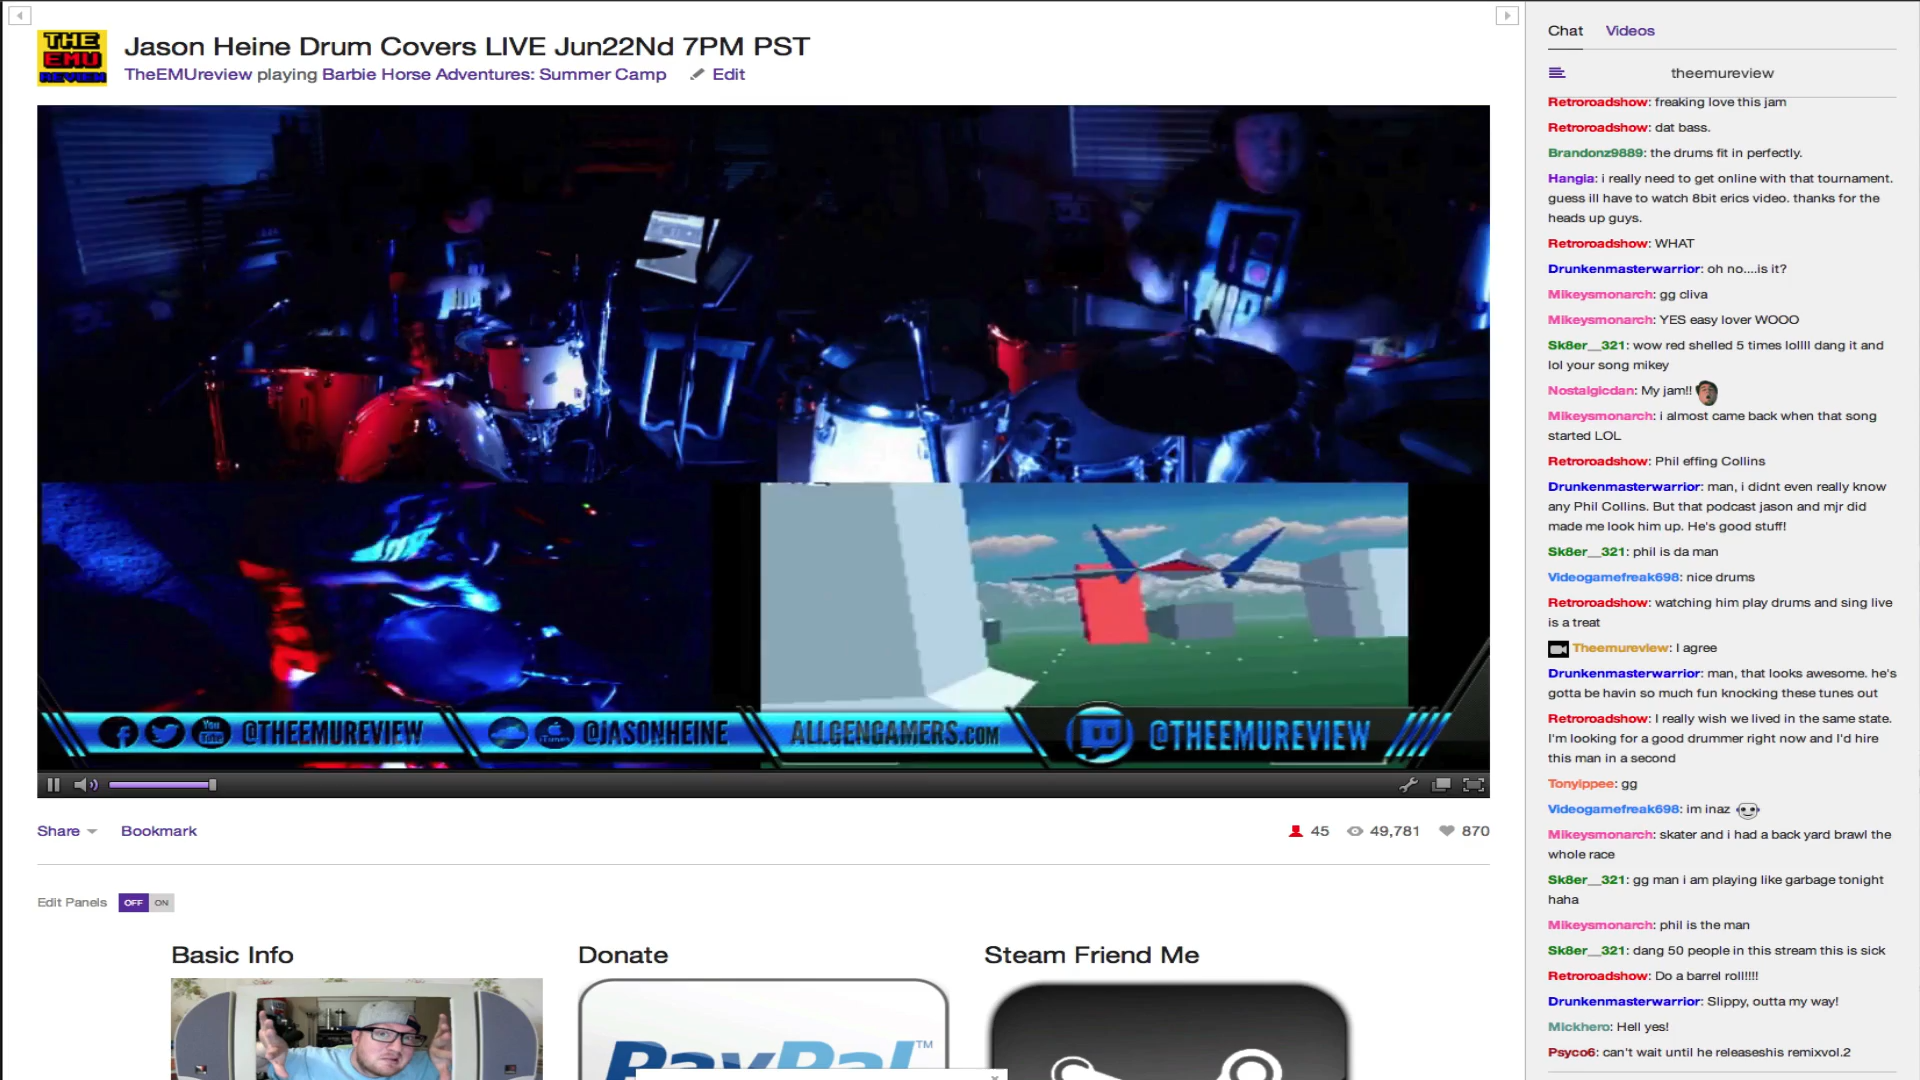 THE
EMU
REVIEW
Jason Heine Drum Covers LIVE Jun22Nd 7PM PST
TheEMUreview playing Barbie Horse Adventures: Summer Camp Edit
You
Tube
@THEEMUREVIEW
iTunes
@JASONHEINE
ALLGENGAMERS.COM
@THEEMUREVIEW
Share Bookmark
45 49,781 870
Edit Panels OFF ON
Basic Info
Donate
Steam Friend Me
PayPal™
Chat Videos
theemureview
Retroroadshow: freaking love this jam
Retroroadshow: dat bass.
Brandonz9889: the drums fit in perfectly.
Hangia: i really need to get online with that tournament.
guess ill have to watch 8bit erics video. thanks for the
heads up guys.
Retroroadshow: WHAT
Drunkenmasterwarrior: oh no....is it?
Mikeysmonarch: gg cliva
Mikeysmonarch: YES easy lover WOOO
Sk8er__321: wow red shelled 5 times lollll dang it and
lol your song mikey
Nostalgicdan: My jam!!
Mikeysmonarch: i almost came back when that song
started LOL
Retroroadshow: Phil effing Collins
Drunkenmasterwarrior: man, i didnt even really know
any Phil Collins. But that podcast jason and mjr did
made me look him up. He's good stuff!
Sk8er__321: phil is da man
Videogamefreak698: nice drums
Retroroadshow: watching him play drums and sing live
is a treat
Theemureview: I agree
Drunkenmasterwarrior: man, that looks awesome. he's
gotta be havin so much fun knocking these tunes out
Retroroadshow: I really wish we lived in the same state.
I'm looking for a good drummer right now and I'd hire
this man in a second
Tonyippee: gg
Videogamefreak698: im inaz
Mikeysmonarch: skater and i had a back yard brawl the
whole race
Sk8er__321: gg man i am playing like garbage tonight
haha
Mikeysmonarch: phil is the man
Sk8er__321: dang 50 people in this stream this is sick
Retroroadshow: Do a barrel roll!!!!
Drunkenmasterwarrior: Slippy, outta my way!
Mickhero: Hell yes!
Psyco6: can't wait until he releaseshis remixvol.2